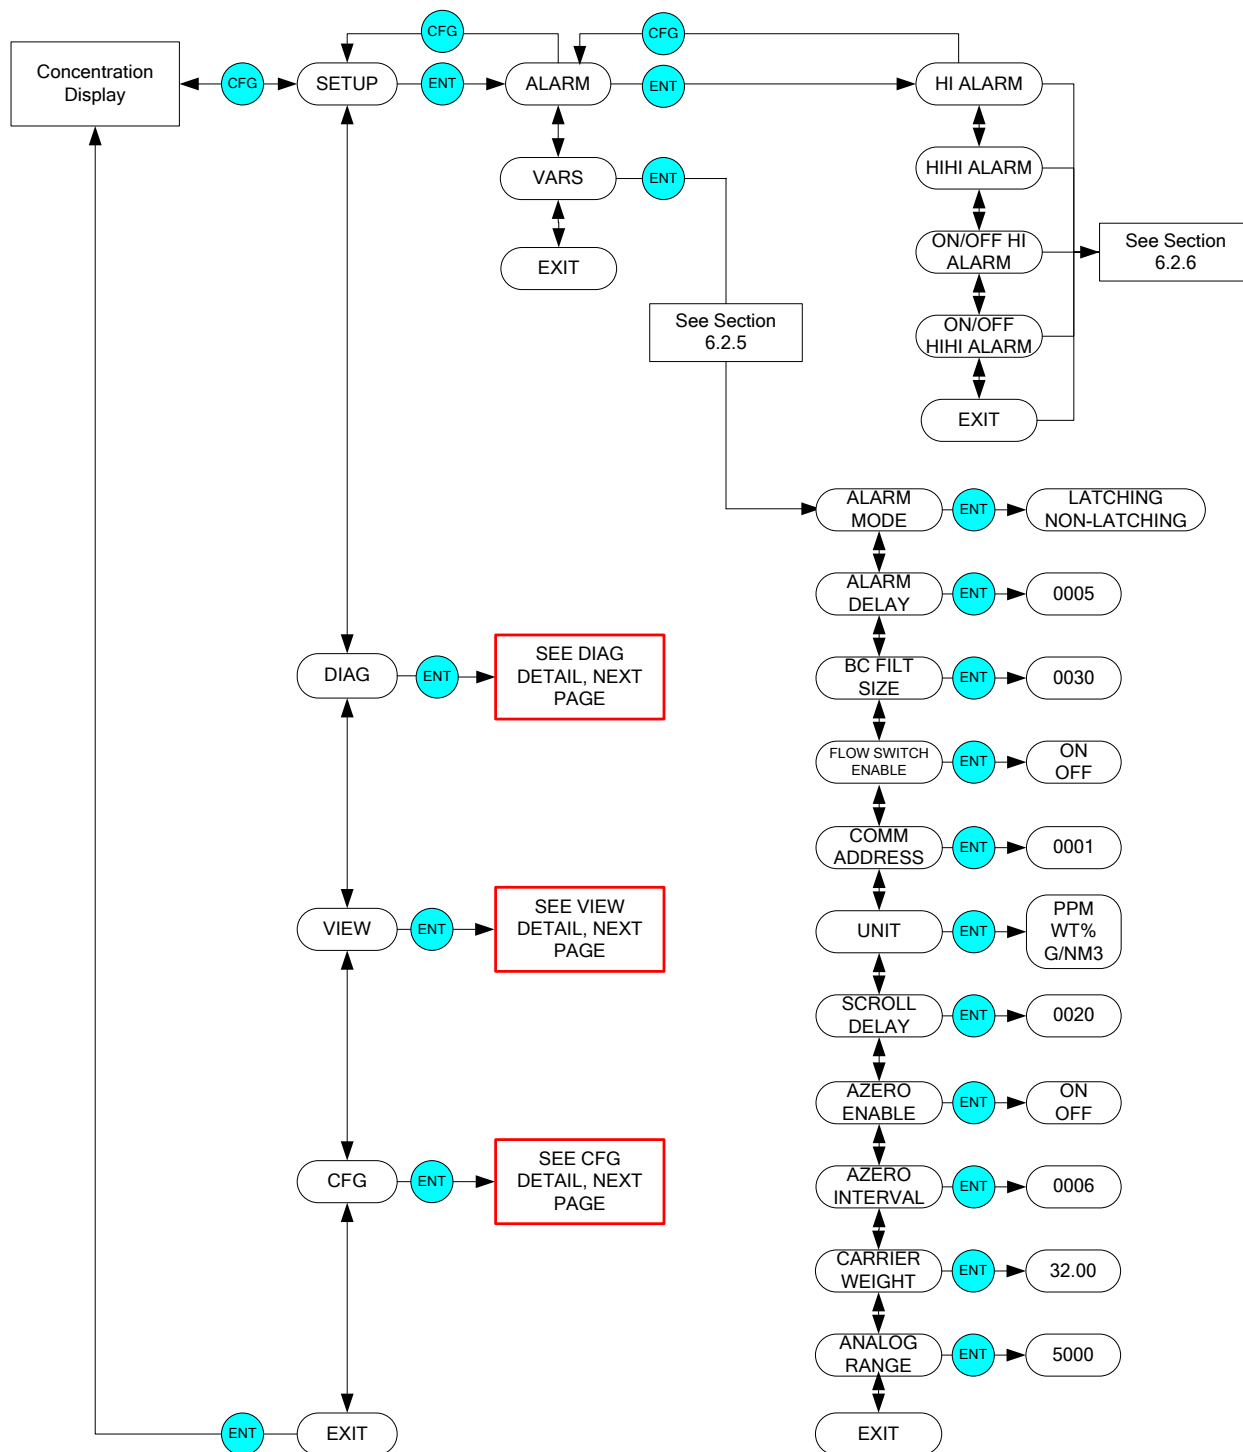 CFG
CFG
Concentration
Display
CFG
SETUP
ENT
ALARM
ENT
HI ALARM
VARS
ENT
HIHI ALARM
EXIT
ON/OFF HI
ALARM
See Section
6.2.6
See Section
6.2.5
ON/OFF
HIHI ALARM
EXIT
ALARM
MODE
ENT
LATCHING
NON-LATCHING
ALARM
DELAY
ENT
0005
DIAG
ENT
SEE DIAG
DETAIL, NEXT
PAGE
BC FILT
SIZE
ENT
0030
FLOW SWITCH
ENABLE
ENT
ON
OFF
COMM
ADDRESS
ENT
0001
VIEW
ENT
SEE VIEW
DETAIL, NEXT
PAGE
UNIT
ENT
PPM
WT%
G/NM3
SCROLL
DELAY
ENT
0020
AZERO
ENABLE
ENT
ON
OFF
CFG
ENT
SEE CFG
DETAIL, NEXT
PAGE
AZERO
INTERVAL
ENT
0006
CARRIER
WEIGHT
ENT
32.00
ANALOG
RANGE
ENT
5000
ENT
EXIT
EXIT